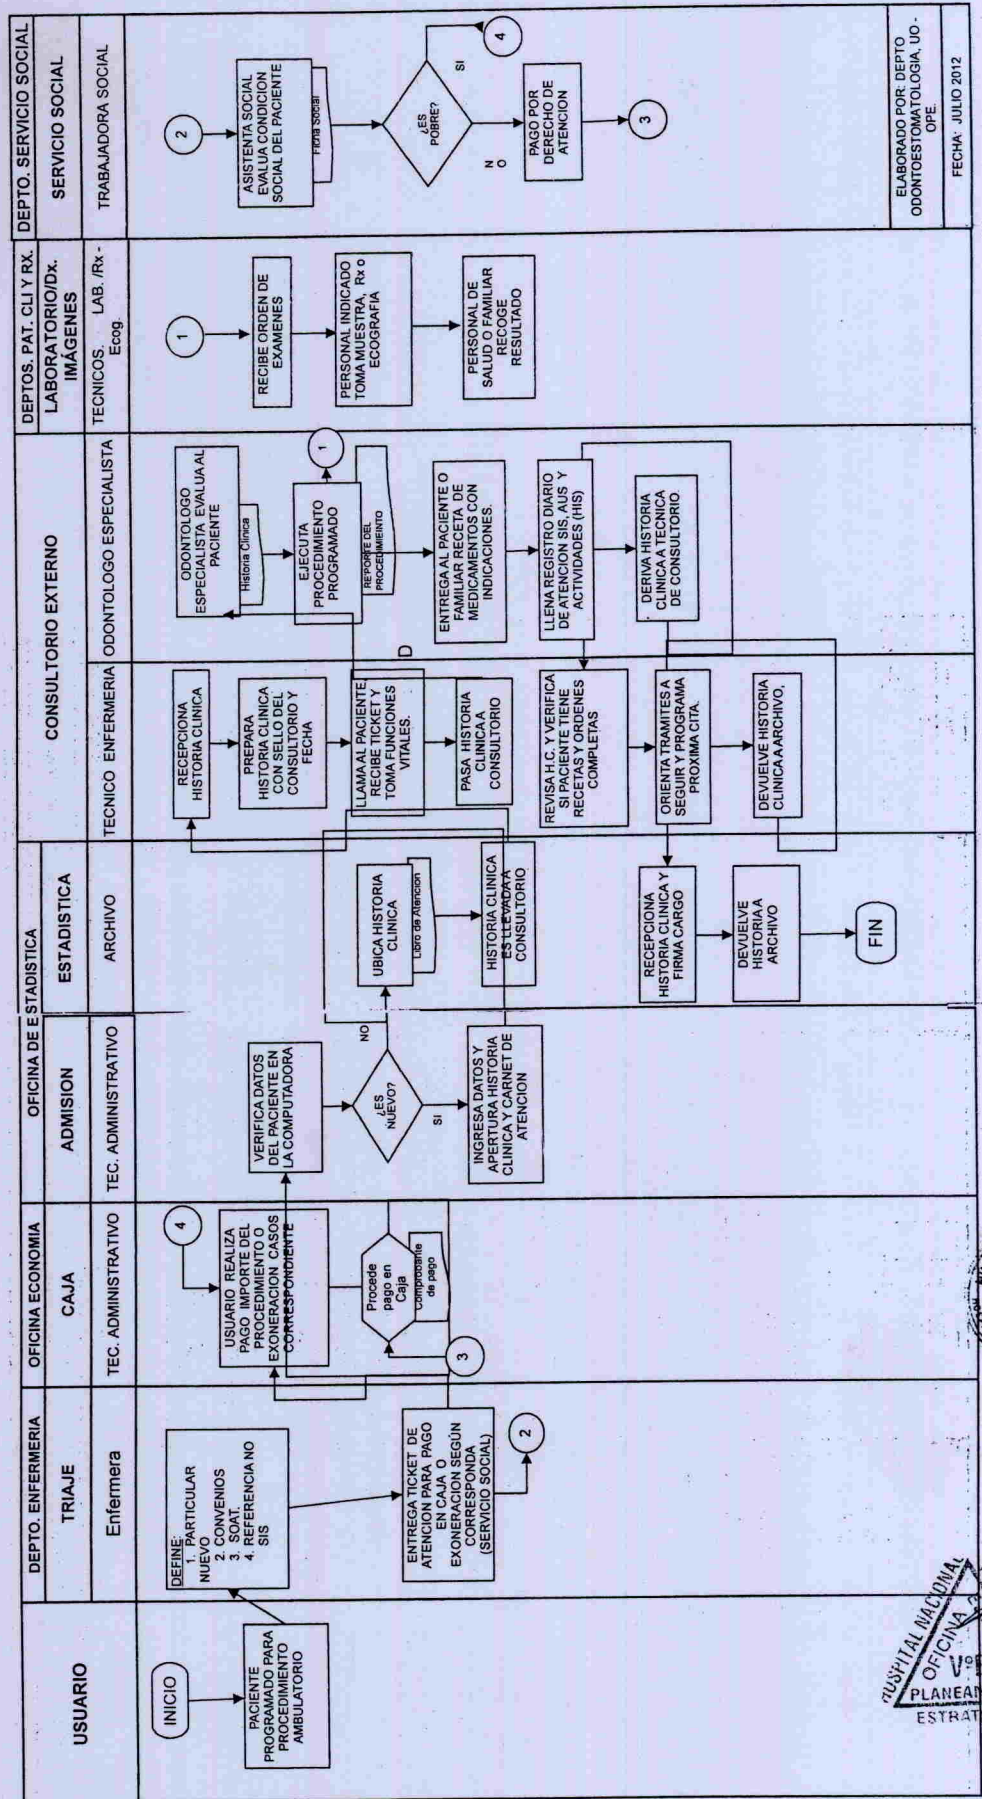 USUARIO
DEPTO. ENFERMERIA
TRIAJE
Enfermera
OFICINA ECONOMIA
CAJA
TEC. ADMINISTRATIVO
OFICINA DE ESTADISTICA
ADMISION
TEC. ADMINISTRATIVO
ESTADISTICA
ARCHIVO
CONSULTORIO EXTERNO
TECNICO ENFERMERIA
ODONTOLOGO ESPECIALISTA
DEPTOS. PAT. CLI Y RX.
LABORATORIO/Dx.
IMÁGENES
TECNICOS. LAB. /Rx -
Ecog.
DEPTO. SERVICIO SOCIAL
SERVICIO SOCIAL
TRABAJADORA SOCIAL
INICIO
PACIENTE
PROGRAMADO PARA
PROCEDIMIENTO
AMBULATORIO
DEFINE:
1. PARTICULAR
NUEVO
2. CONVENIOS
3. SOAT.
4. REFERENCIA NO
SIS
ENTREGA TICKET DE
ATENCION PARA PAGO
EN CAJA O
EXONERACION SEGÚN
CORRESPONDA
(SERVICIO SOCIAL)
2
4
USUARIO REALIZA
PAGO IMPORTE DEL
PROCEDIMIENTO O
EXONERACION CASOS
CORRESPONDIENTE
Procede
pago en
Caja
Comprobante
de pago
3
VERIFICA DATOS
DEL PACIENTE EN
LA COMPUTADORA
¿ES
NUEVO?
NO
SI
INGRESA DATOS Y
APERTURA HISTORIA
CLINICA Y CARNET DE
ATENCION
UBICA HISTORIA
CLINICA
Libro de Atencion
HISTORIA CLINICA
ES LLEVADA A
CONSULTORIO
RECEPCIONA
HISTORIA CLINICA Y
FIRMA CARGO
DEVUELVE
HISTORIA A
ARCHIVO
FIN
RECEPCIONA
HISTORIA CLINICA
PREPARA
HISTORIA CLINICA
CON SELLO DEL
CONSULTORIO Y
FECHA
LLAMA AL PACIENTE,
RECIBE TICKET Y
TOMA FUNCIONES
VITALES.
D
PASA HISTORIA
CLINICA A
CONSULTORIO
REVISA H.C. Y VERIFICA
SI PACIENTE TIENE
RECETAS Y ORDENES
COMPLETAS
ORIENTA TRAMITES A
SEGUIR Y PROGRAMA
PROXIMA CITA.
DEVUELVE HISTORIA
CLINICA A ARCHIVO,
ODONTOLOGO
ESPECIALISTA EVALUA AL
PACIENTE
Historia Clinica
EJECUTA
PROCEDIMIENTO
PROGRAMADO
1
REPORTE DEL
PROCEDIMIEINTO
ENTREGA AL PACIENTE O
FAMILIAR RECETA DE
MEDICAMENTOS CON
INDICACIONES.
LLENA REGISTRO DIARIO
DE ATENCION SIS, AUS Y
ACTIVIDADES (HIS)
DERIVA HISTORIA
CLINICA A TECNICA
DE CONSULTORIO.
1
RECIBE ORDEN DE
EXAMENES
PERSONAL INDICADO
TOMA MUESTRA, Rx o
ECOGRAFIA
PERSONAL DE
SALUD O FAMILIAR
RECOGE
RESULTADO
2
ASISTENTA SOCIAL
EVALUA CONDICION
SOCIAL DEL PACIENTE
Ficha Social
¿ES
POBRE?
SI
4
N
O
PAGO POR
DERECHO DE
ATENCION
3
ELABORADO POR: DEPTO
ODONTOESTOMATOLOGIA, UO -
OPE.
FECHA: JULIO 2012
HOSPITAL NACIONAL
OFICINA
PLANEAM
ESTRAT